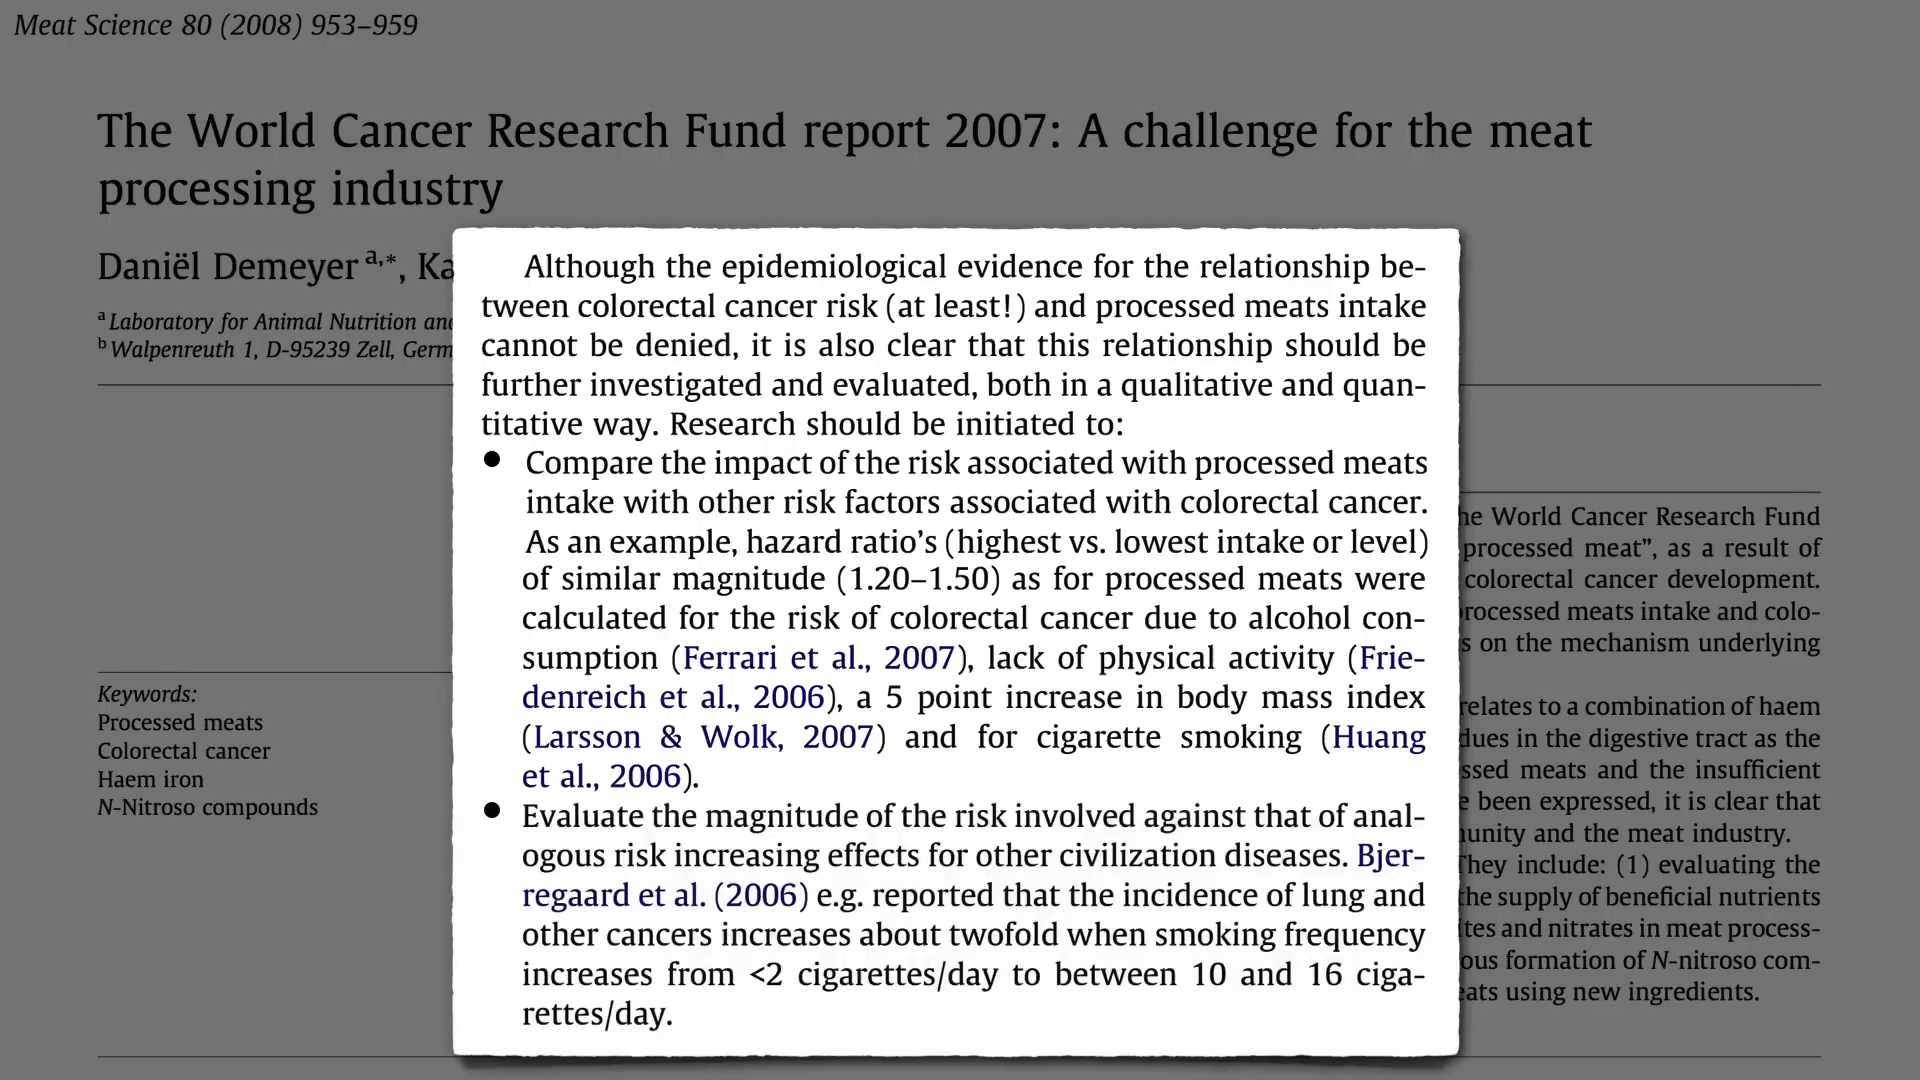 Meat Science 80 (2008) 953–959
The World Cancer Research Fund report 2007: A challenge for the meat
processing industry
Daniël Demeyer a,*, Ka
a Laboratory for Animal Nutrition and
b Walpenreuth 1, D-95239 Zell, Germ
Keywords:
Processed meats
Colorectal cancer
Haem iron
N-Nitroso compounds
Although the epidemiological evidence for the relationship be-
tween colorectal cancer risk (at least!) and processed meats intake
cannot be denied, it is also clear that this relationship should be
further investigated and evaluated, both in a qualitative and quan-
titative way. Research should be initiated to:
• Compare the impact of the risk associated with processed meats
intake with other risk factors associated with colorectal cancer.
As an example, hazard ratio's (highest vs. lowest intake or level)
of similar magnitude (1.20–1.50) as for processed meats were
calculated for the risk of colorectal cancer due to alcohol con-
sumption (Ferrari et al., 2007), lack of physical activity (Frie-
denreich et al., 2006), a 5 point increase in body mass index
(Larsson & Wolk, 2007) and for cigarette smoking (Huang
et al., 2006).
• Evaluate the magnitude of the risk involved against that of anal-
ogous risk increasing effects for other civilization diseases. Bjer-
regaard et al. (2006) e.g. reported that the incidence of lung and
other cancers increases about twofold when smoking frequency
increases from <2 cigarettes/day to between 10 and 16 ciga-
rettes/day.
he World Cancer Research Fund
processed meat", as a result of
colorectal cancer development.
rocessed meats intake and colo-
s on the mechanism underlying
relates to a combination of haem
dues in the digestive tract as the
ssed meats and the insufficient
e been expressed, it is clear that
unity and the meat industry.
They include: (1) evaluating the
the supply of beneficial nutrients
ites and nitrates in meat process-
ous formation of N-nitroso com-
eats using new ingredients.